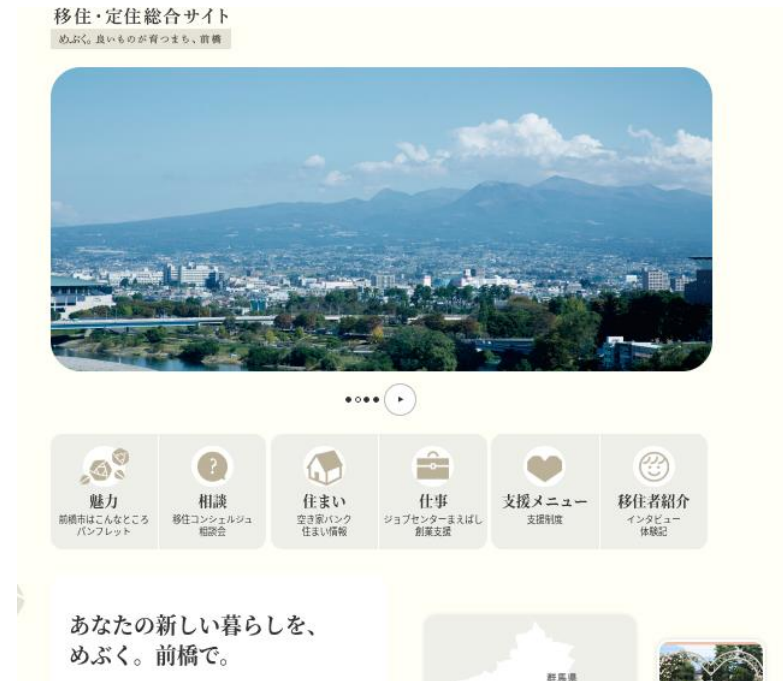 移住・定住総合サイト
めぶく。良いものが育つまち、前橋
魅力
前橋市はこんなところ
パンフレット
相談
移住コンシェルジュ
相談会
住まい
空き家バンク
住まい情報
仕事
ジョブセンターまえばし
創業支援
支援メニュー
支援制度
移住者紹介
インタビュー
体験記
あなたの新しい暮らしを、
めぶく。前橋で。
群馬県